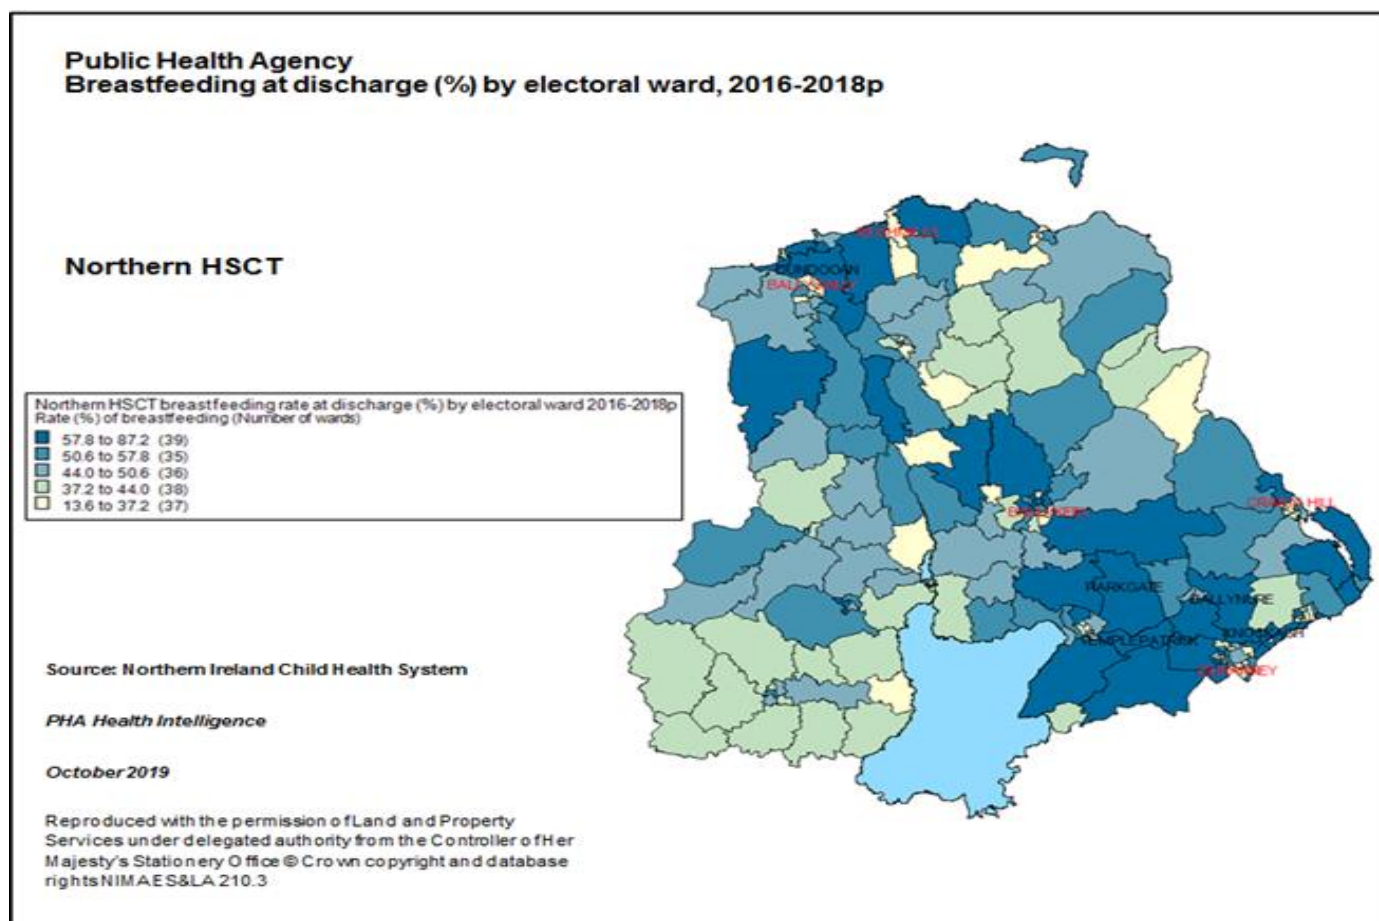 Public Health Agency
Breastfeeding at discharge (%) by electoral ward, 2016-2018p
Northern HSCT
DUNDOOAN
Northern HSCT breastfeeding rate at discharge (%) by electoral ward 2016-2018p
Rate (%) of breastfeeding (Number of wards)
57.8 to 87.2 (39)
50.6 to 57.8 (35)
44.0 to 50.6 (36)
37.2 to 44.0 (38)
13.6 to 37.2 (37)
PARKGATE
BALLYNURE
TEMPLEPATRICK
Source: Northern Ireland Child Health System
PHA Health Intelligence
October 2019
Reproduced with the permission of Land and Property
Services under delegated authority from the Controller of Her
Majesty's Stationery Office © Crown copyright and database
rights NIMAES&LA 210.3